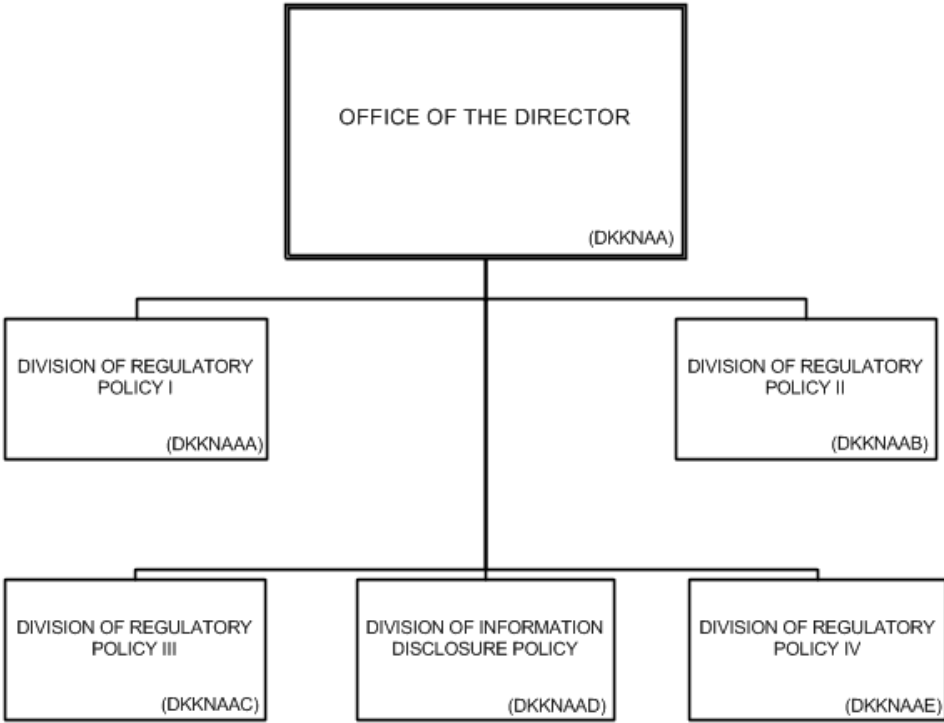 OFFICE OF THE DIRECTOR
(DKKNAA)
DIVISION OF REGULATORY
POLICY I
(DKKNAAA)
DIVISION OF REGULATORY
POLICY II
(DKKNAAB)
DIVISION OF REGULATORY
POLICY III
(DKKNAAC)
DIVISION OF INFORMATION
DISCLOSURE POLICY
(DKKNAAD)
DIVISION OF REGULATORY
POLICY IV
(DKKNAAE)